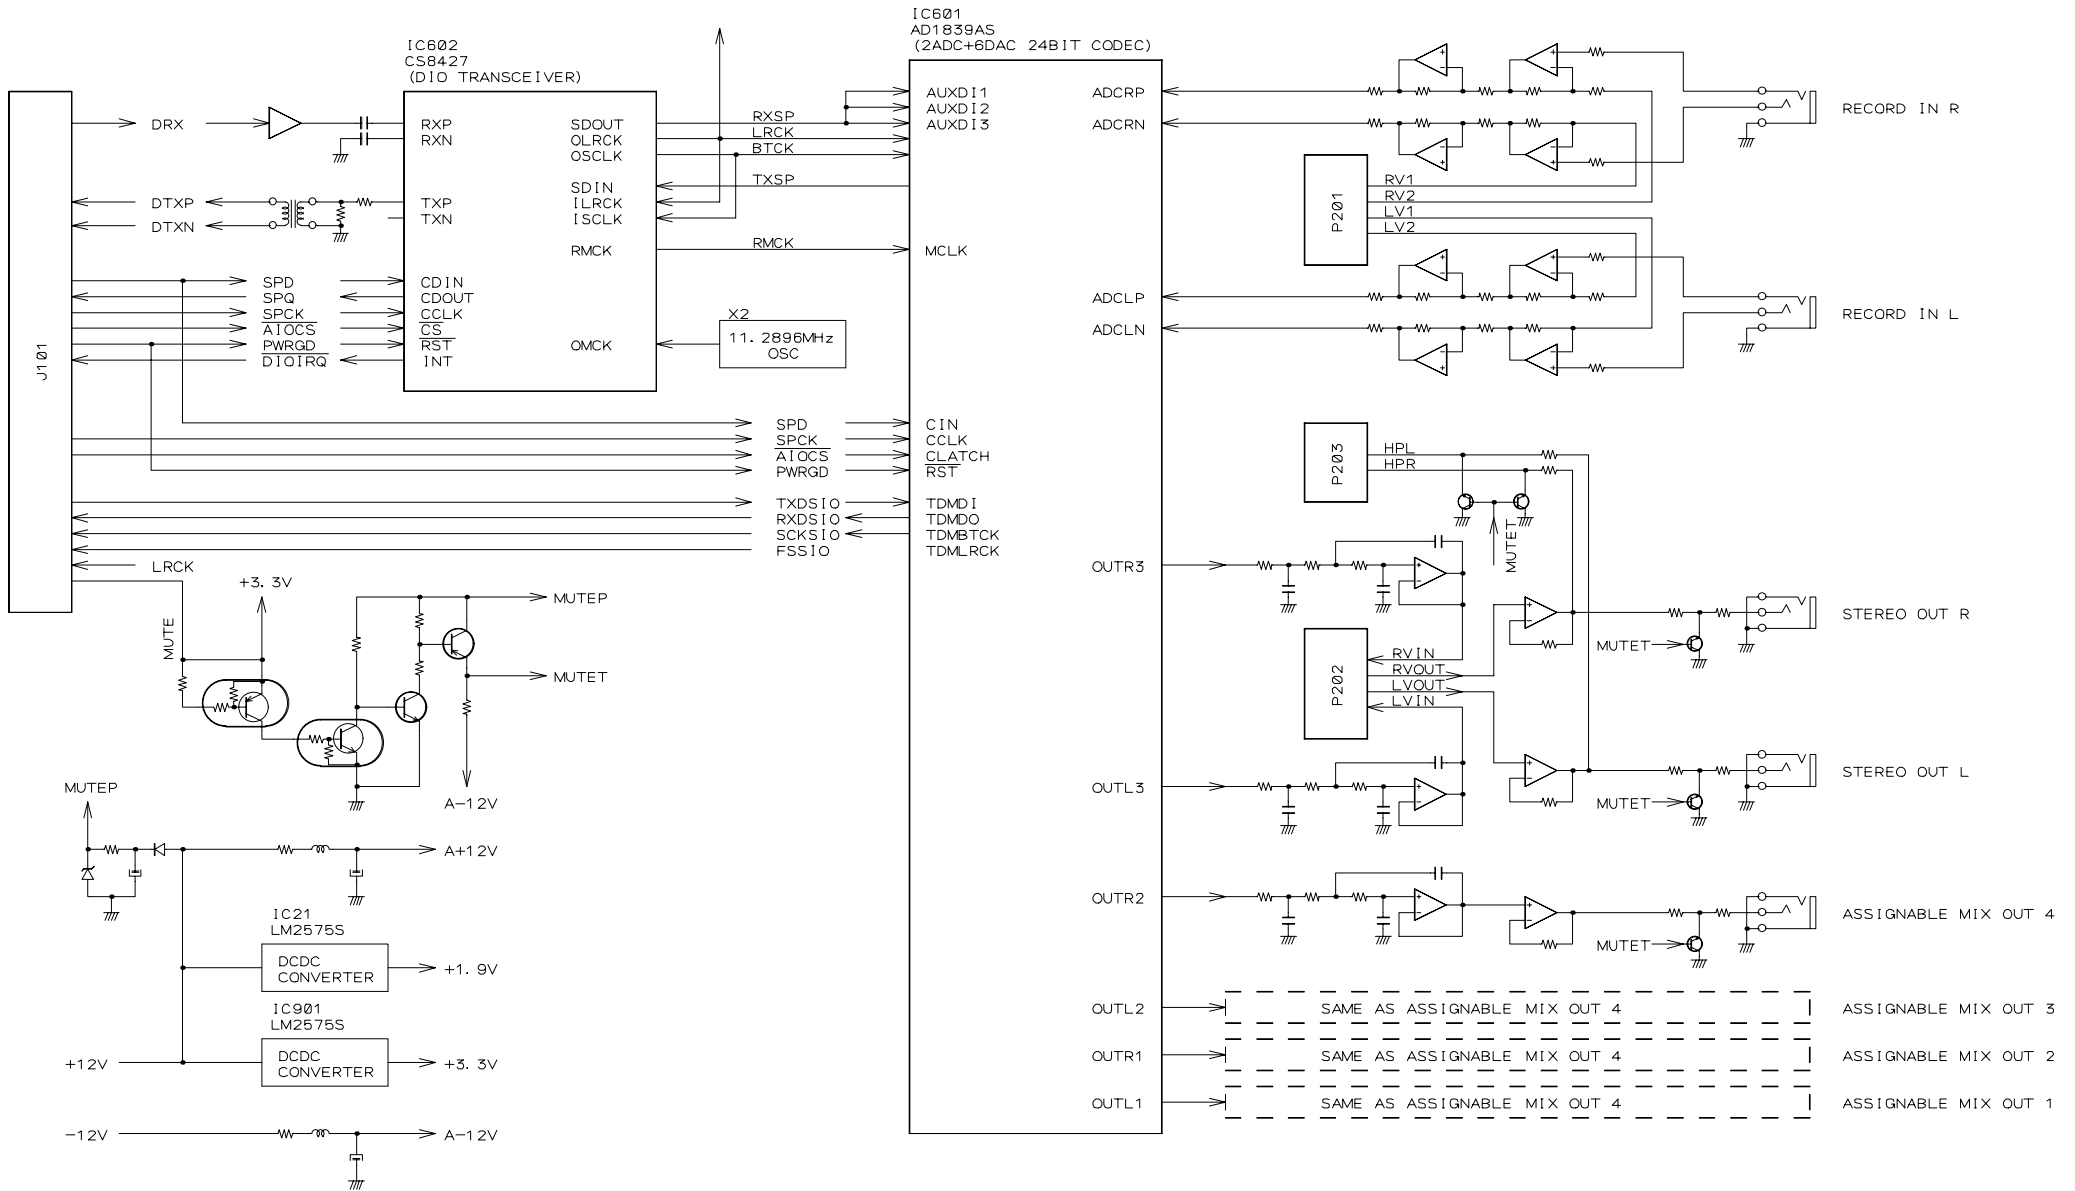 IC601
AD1839AS
(2ADC+6DAC 24BIT CODEC)
IC602
CS8427
(DIO TRANSCEIVER)
J101
DRX
DTXP
DTXN
SPD
SPQ
SPCK
AIOCS
PWRGD
DIOIRQ
RXP
RXN
TXP
TXN
CDIN
CDOUT
CCLK
CS
RST
INT
SDOUT
OLRCK
OSCLK
SDIN
ILRCK
ISCLK
RMCK
OMCK
RXSP
LRCK
BTCK
TXSP
RMCK
X2
11.2896MHz
OSC
AUXDI1
AUXDI2
AUXDI3
MCLK
SPD
SPCK
AIOCS
PWRGD
CIN
CCLK
CLATCH
RST
TXDSIO
RXDSIO
SCKSIO
FSSIO
TDMDI
TDMDO
TDMBTCK
TDMLRCK
LRCK
MUTE
+3.3V
MUTEP
MUTET
A-12V
MUTEP
A+12V
IC21
LM2575S
DCDC
CONVERTER
+1.9V
IC901
LM2575S
+12V
DCDC
CONVERTER
+3.3V
-12V
A-12V
ADCRP
ADCRN
ADCLP
ADCLN
OUTR3
OUTL3
OUTR2
OUTL2
OUTR1
OUTL1
P201
RV1
RV2
LV1
LV2
RECORD IN R
RECORD IN L
P203
HPL
HPR
MUTET
P202
RVIN
RVOUT
LVOUT
LVIN
MUTET
STEREO OUT R
MUTET
STEREO OUT L
MUTET
ASSIGNABLE MIX OUT 4
SAME AS ASSIGNABLE MIX OUT 4
ASSIGNABLE MIX OUT 3
SAME AS ASSIGNABLE MIX OUT 4
ASSIGNABLE MIX OUT 2
SAME AS ASSIGNABLE MIX OUT 4
ASSIGNABLE MIX OUT 1